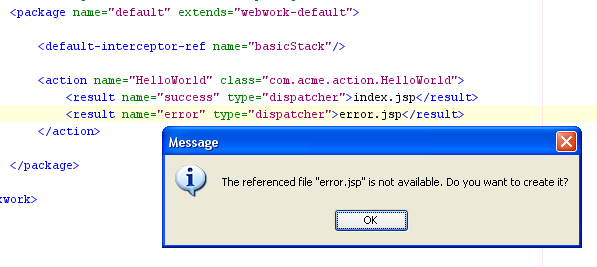 <package name="default" extends="webwork-default">
<default-interceptor-ref name="basicStack"/>
<action name="HelloWorld" class="com.acme.action.HelloWorld">
<result name="success" type="dispatcher">index.jsp</result>
<result name="error" type="dispatcher">error.jsp</result>
</action>
Message
The referenced file "error.jsp" is not available. Do you want to create it?
</package>
work>
OK